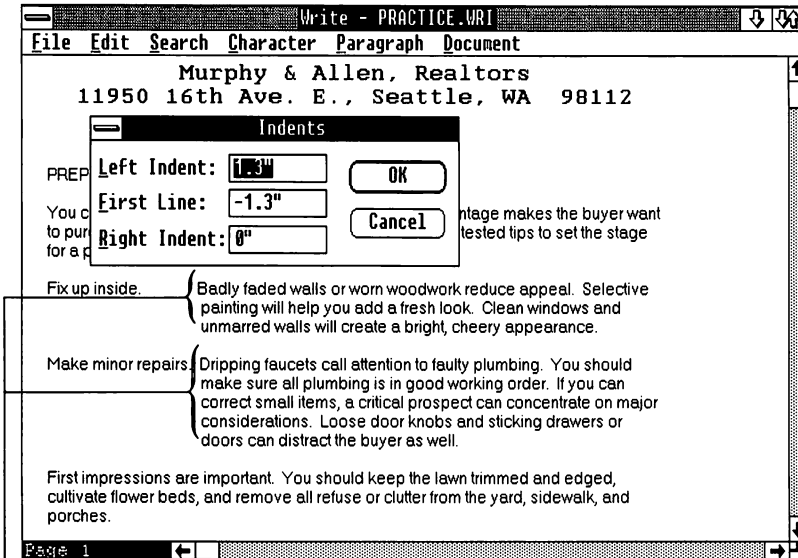 Write - PRACTICE.WRI
File Edit Search Character Paragraph Document
Murphy & Allen, Realtors
11950 16th Ave. E., Seattle, WA 98112
Indents
Left Indent: 1.3"
OK
First Line: -1.3"
Cancel
Right Indent: 0"
PREP
You c
ntage makes the buyer want
to pur
tested tips to set the stage
for a p
Fix up inside. Badly faded walls or worn woodwork reduce appeal. Selective
painting will help you add a fresh look. Clean windows and
unmarred walls will create a bright, cheery appearance.
Make minor repairs. Dripping faucets call attention to faulty plumbing. You should
make sure all plumbing is in good working order. If you can
correct small items, a critical prospect can concentrate on major
considerations. Loose door knobs and sticking drawers or
doors can distract the buyer as well.
First impressions are important. You should keep the lawn trimmed and edged,
cultivate flower beds, and remove all refuse or clutter from the yard, sidewalk, and
porches.
Page 1